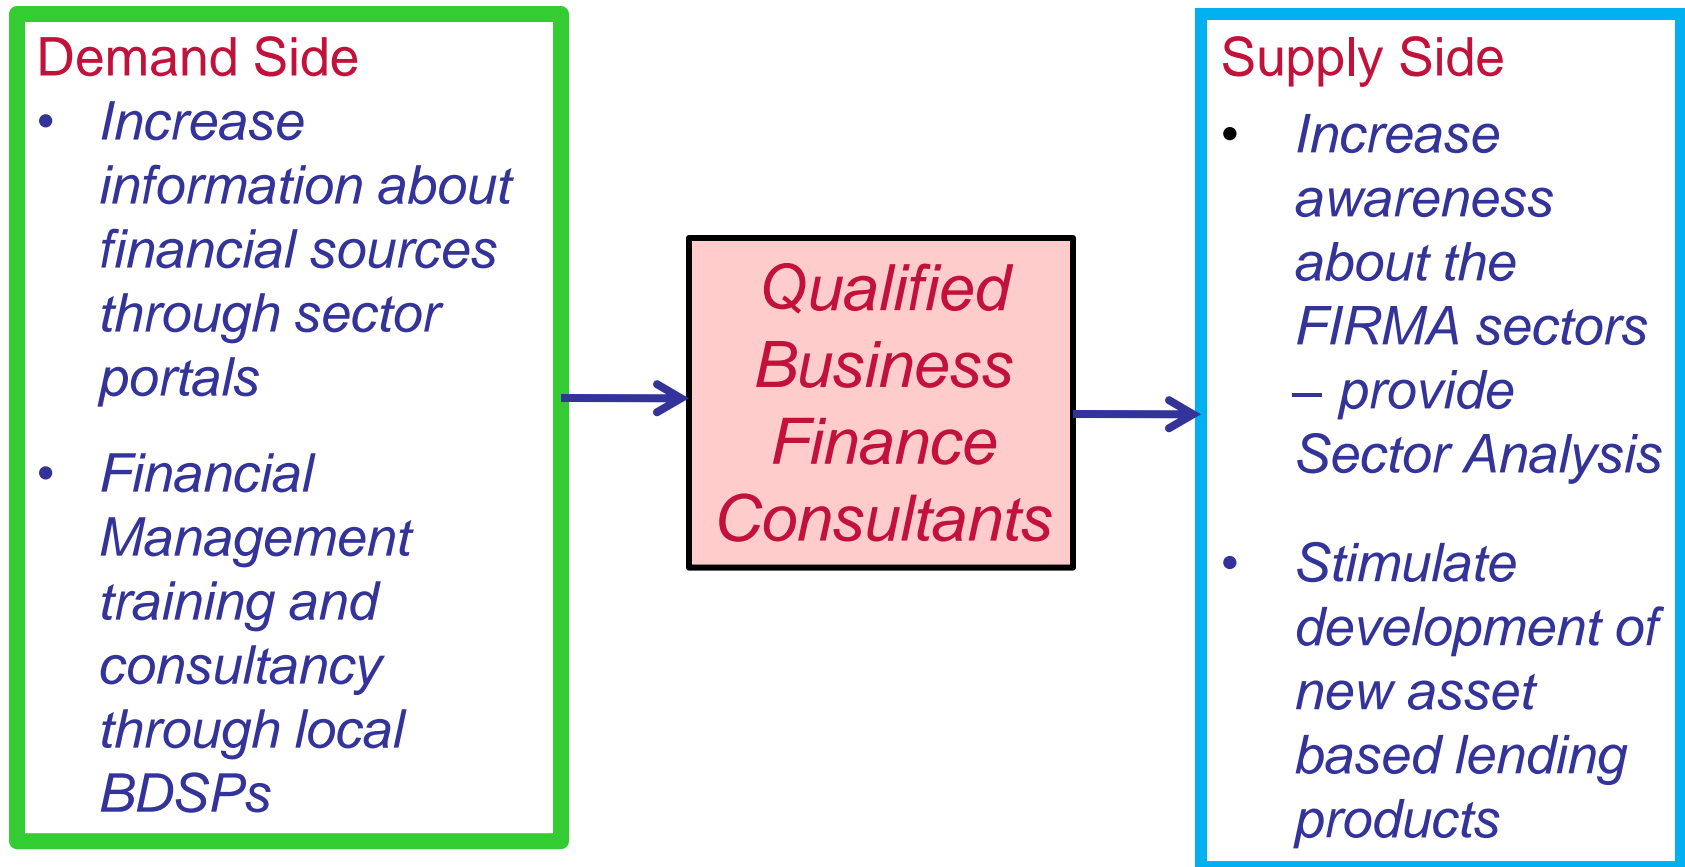 Demand Side
• Increase
information about
financial sources
through sector
portals
• Financial
Management
training and
consultancy
through local
BDSPs
Qualified
Business
Finance
Consultants
Supply Side
• Increase
awareness
about the
FIRMA sectors
– provide
Sector Analysis
• Stimulate
development of
new asset
based lending
products